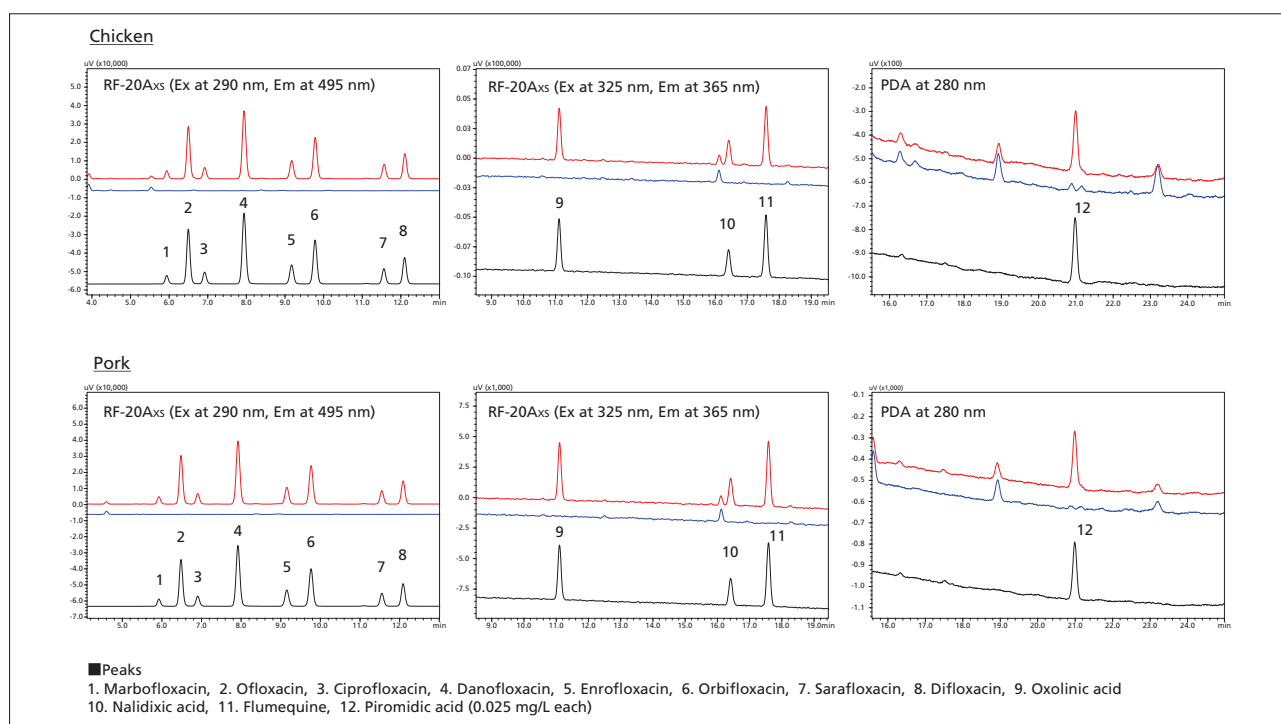 Chicken
uV (x10,000)
RF-20AXS (Ex at 290 nm, Em at 495 nm)
5.0
4.0
3.0
2.0
1.0
0.0
-1.0
-2.0
-3.0
-4.0
-5.0
-6.0
1 2 3 4 5 6 7 8
4.0 5.0 6.0 7.0 8.0 9.0 10.0 11.0 12.0 min
uV (x100,000)
RF-20AXS (Ex at 325 nm, Em at 365 nm)
0.07
0.05
0.03
0.00
-0.03
-0.05
-0.07
-0.10
9 10 11
9.0 10.0 11.0 12.0 13.0 14.0 15.0 16.0 17.0 18.0 19.0 min
uV (x100)
PDA at 280 nm
-2.0
-3.0
-4.0
-5.0
-6.0
-7.0
-8.0
-9.0
-10.0
12
16.0 17.0 18.0 19.0 20.0 21.0 22.0 23.0 24.0 min
Pork
uV (x10,000)
RF-20AXS (Ex at 290 nm, Em at 495 nm)
6.0
5.0
4.0
3.0
2.0
1.0
0.0
-1.0
-2.0
-3.0
-4.0
-5.0
-6.0
-7.0
1 2 3 4 5 6 7 8
5.0 6.0 7.0 8.0 9.0 10.0 11.0 12.0 min
uV (x1,000)
RF-20AXS (Ex at 325 nm, Em at 365 nm)
7.5
5.0
2.5
0.0
-2.5
-5.0
-7.5
9 10 11
9.0 10.0 11.0 12.0 13.0 14.0 15.0 16.0 17.0 18.0 19.0 min
uV (x1,000)
PDA at 280 nm
-0.1
-0.2
-0.3
-0.4
-0.5
-0.6
-0.7
-0.8
-0.9
-1.0
-1.1
12
16.0 17.0 18.0 19.0 20.0 21.0 22.0 23.0 24.0 min
■Peaks
1. Marbofloxacin, 2. Ofloxacin, 3. Ciprofloxacin, 4. Danofloxacin, 5. Enrofloxacin, 6. Orbifloxacin, 7. Sarafloxacin, 8. Difloxacin, 9. Oxolinic acid
10. Nalidixic acid, 11. Flumequine, 12. Piromidic acid (0.025 mg/L each)